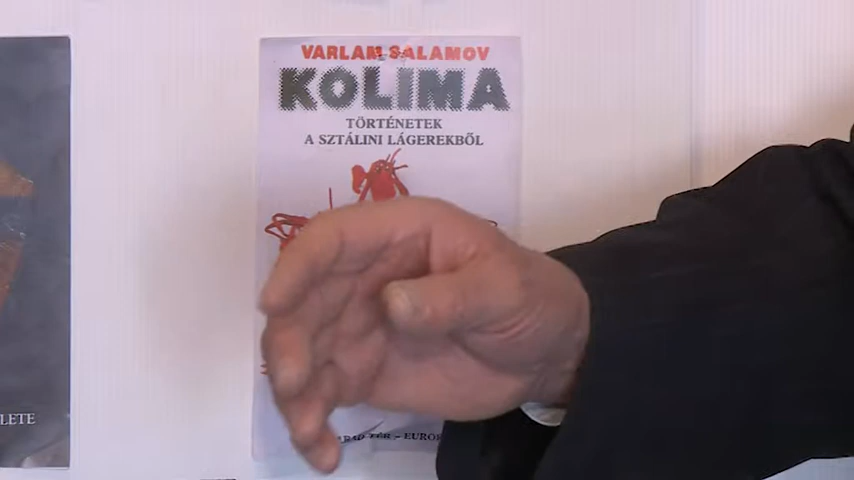 VARLAM SALAMOV
KOLIMA
TÖRTÉNETEK
A SZTÁLINI LÁGEREKBŐL
LETE